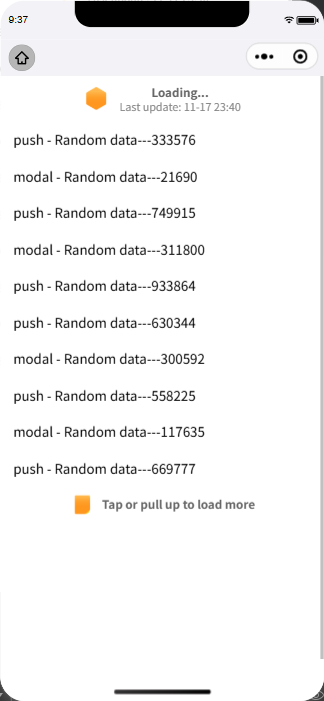 9:37
Loading...
Last update: 11-17 23:40
push - Random data---333576
modal - Random data---21690
push - Random data---749915
modal - Random data---311800
push - Random data---933864
push - Random data---630344
modal - Random data---300592
push - Random data---558225
modal - Random data---117635
push - Random data---669777
Tap or pull up to load more